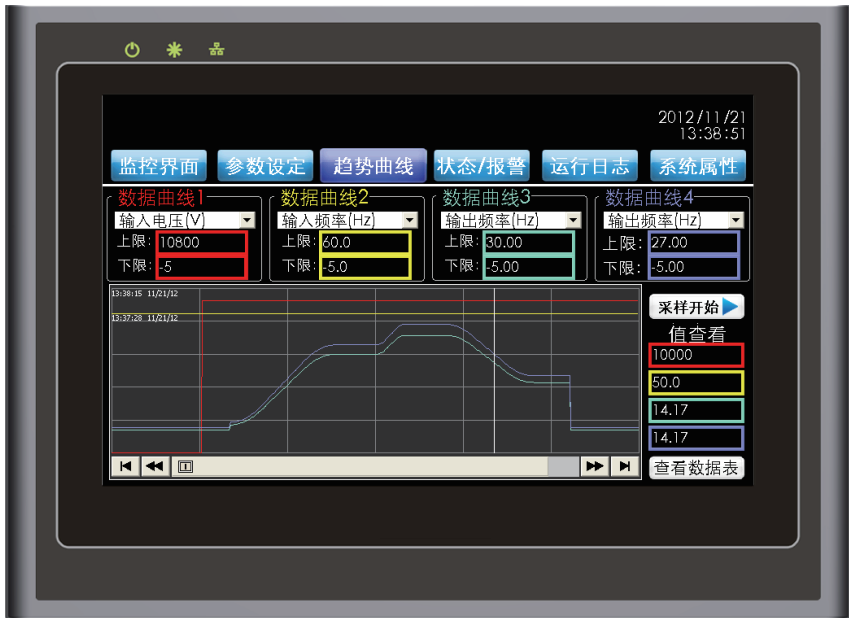 2012/11/21
13:38:51
监控界面 参数设定 趋势曲线 状态/报警 运行日志 系统属性
数据曲线1 数据曲线2 数据曲线3 数据曲线4
输入电压(V) 输入频率(Hz) 输出频率(Hz) 输出频率(Hz)
上限: 10800 上限: 60.0 上限: 30.00 上限: 27.00
下限: -5 下限: -5.0 下限: -5.00 下限: -5.00
13:38:15 11/21/12
13:37:28 11/21/12
采样开始
值查看
10000
50.0
14.17
14.17
查看数据表